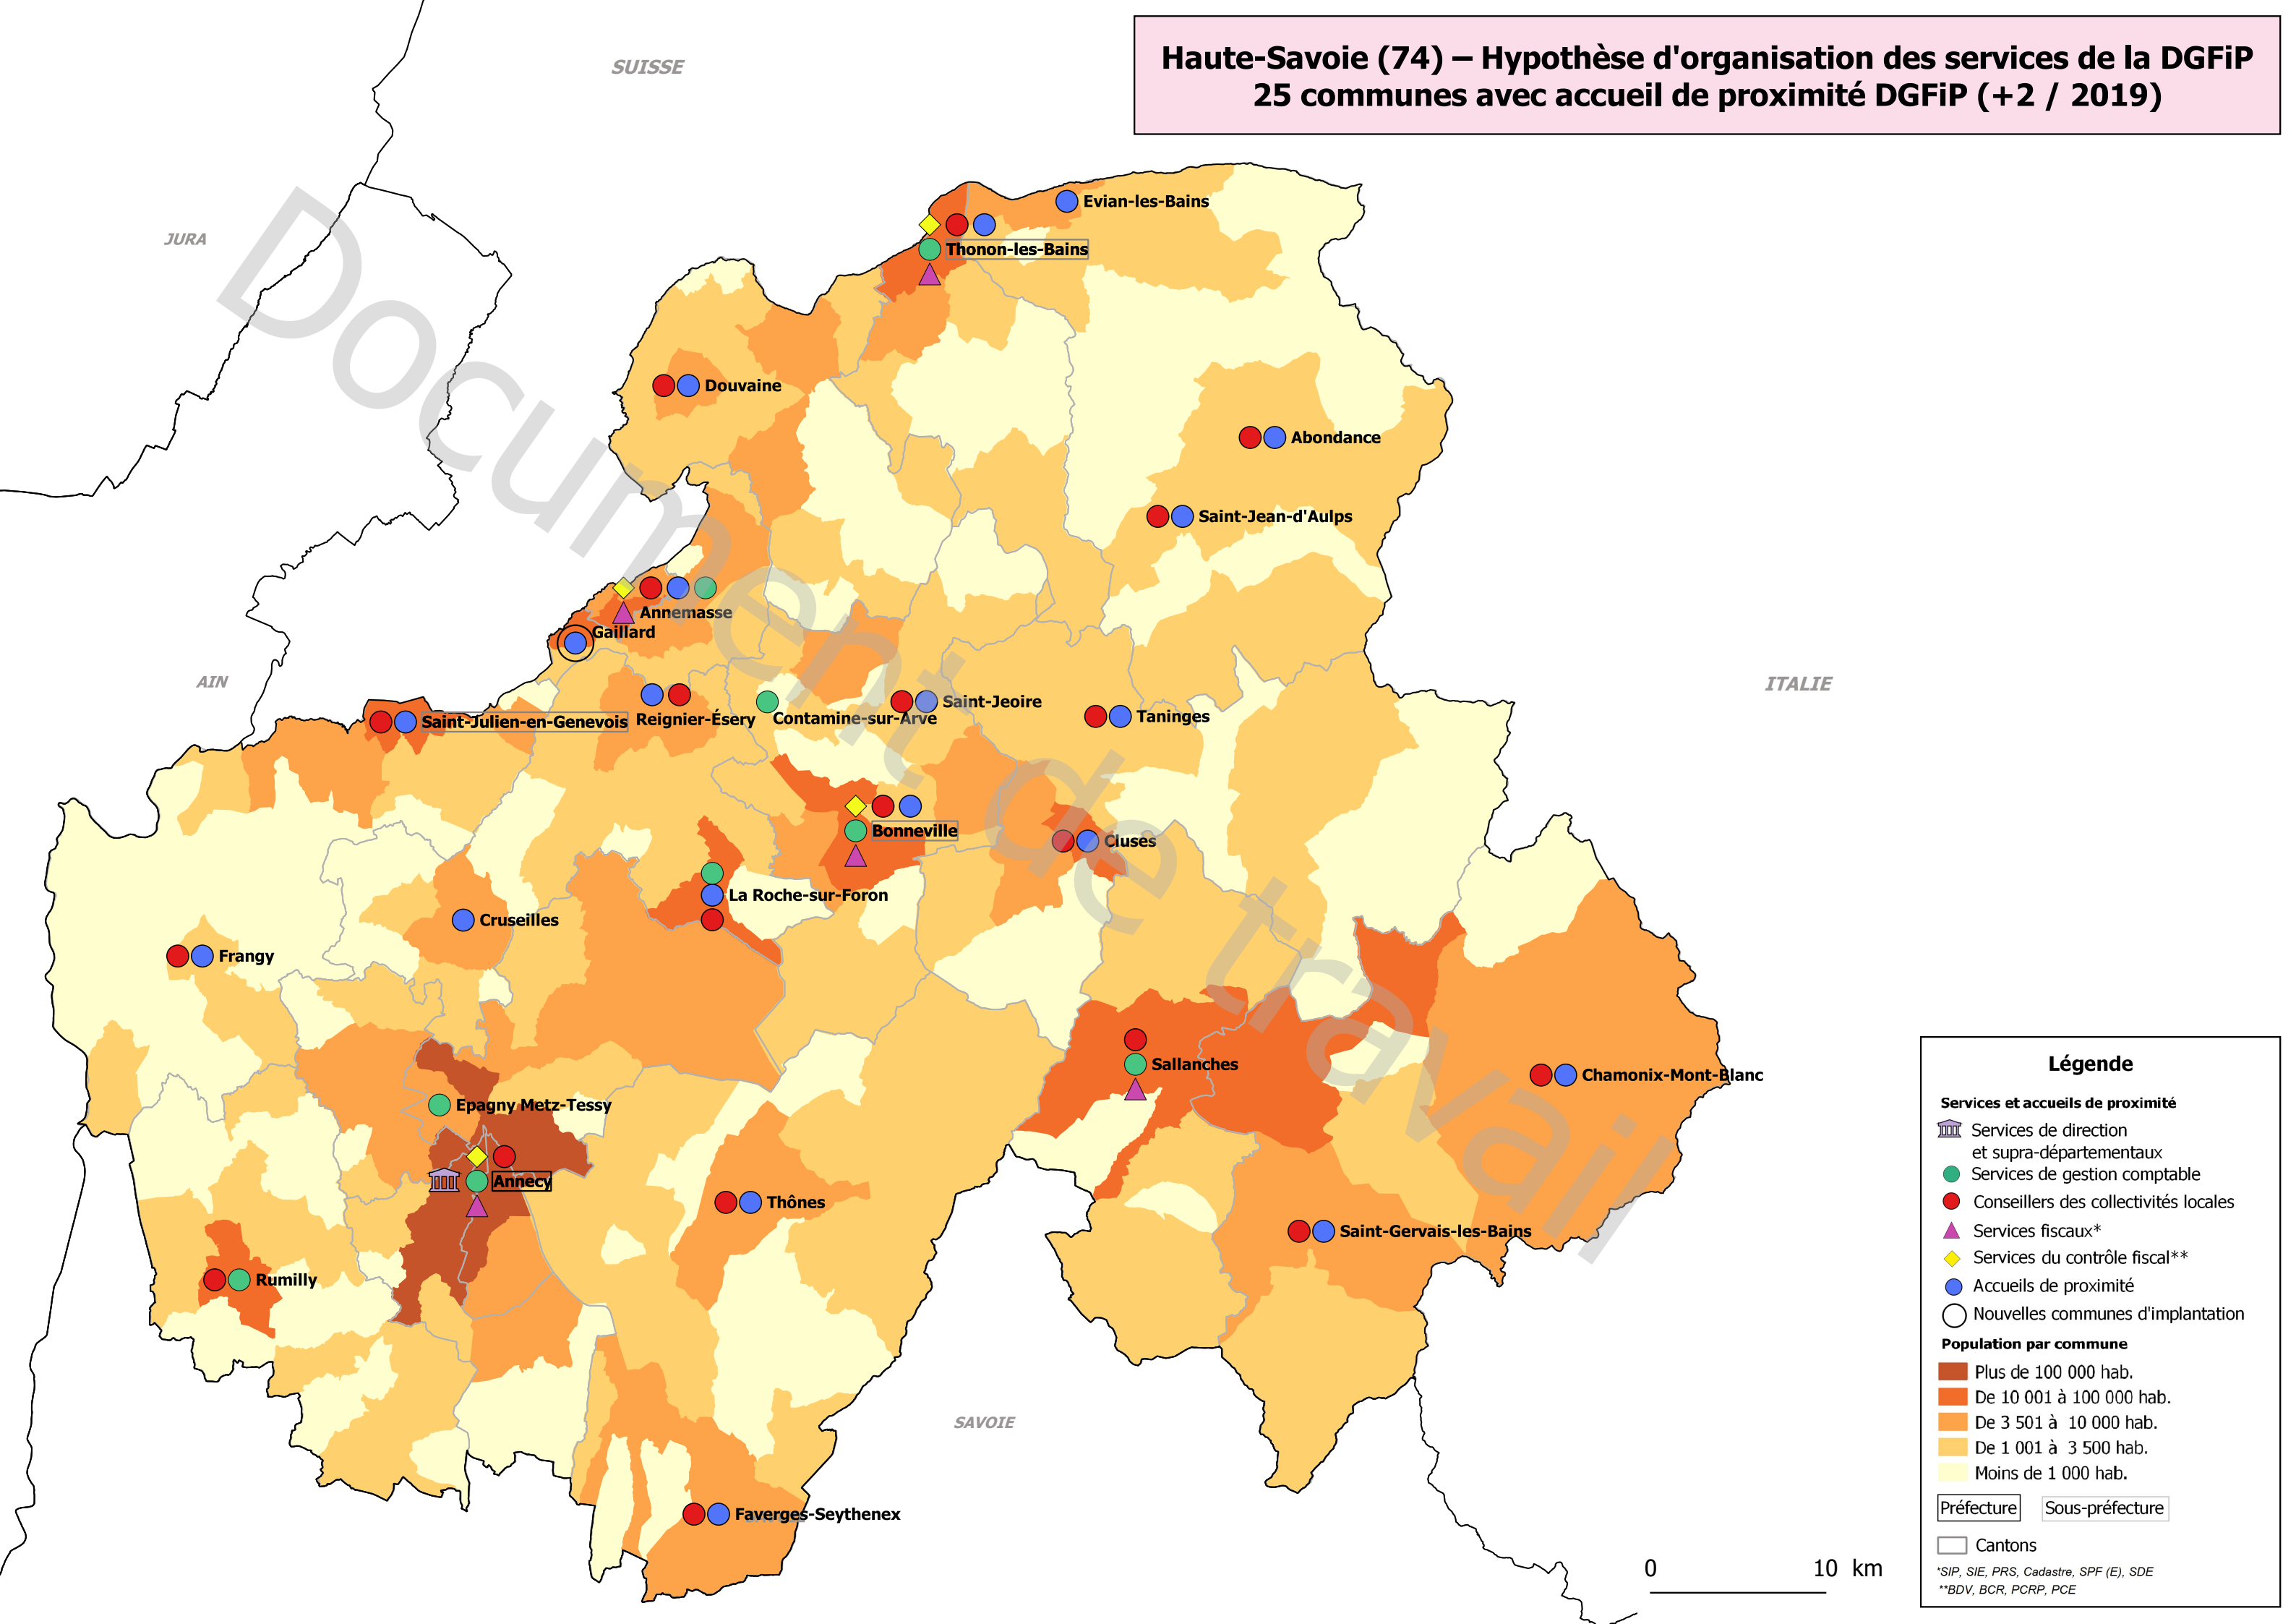 Haute-Savoie (74) – Hypothèse d'organisation des services de la DGFiP
25 communes avec accueil de proximité DGFiP (+2 / 2019)
SUISSE
JURA
AIN
ITALIE
SAVOIE
Document de travail
Evian-les-Bains
Thonon-les-Bains
Douvaine
Abondance
Saint-Jean-d'Aulps
Annemasse
Gaillard
Saint-Julien-en-Genevois
Reignier-Ésery
Contamine-sur-Arve
Saint-Jeoire
Taninges
Bonneville
Cluses
La Roche-sur-Foron
Cruseilles
Frangy
Sallanches
Chamonix-Mont-Blanc
Epagny Metz-Tessy
Annecy
Thônes
Saint-Gervais-les-Bains
Rumilly
Faverges-Seythenex
0 10 km
Légende
Services et accueils de proximité
Services de direction
et supra-départementaux
Services de gestion comptable
Conseillers des collectivités locales
Services fiscaux*
Services du contrôle fiscal**
Accueils de proximité
Nouvelles communes d'implantation
Population par commune
Plus de 100 000 hab.
De 10 001 à 100 000 hab.
De 3 501 à 10 000 hab.
De 1 001 à 3 500 hab.
Moins de 1 000 hab.
Préfecture Sous-préfecture
Cantons
*SIP, SIE, PRS, Cadastre, SPF (E), SDE
**BDV, BCR, PCRP, PCE